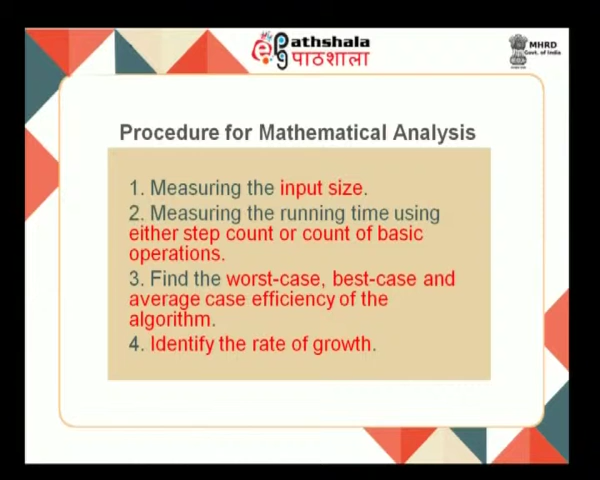 Pathshala
पाठशाला
MHRD
Govt. of India
Procedure for Mathematical Analysis
1. Measuring the input size.
2. Measuring the running time using
either step count or count of basic
operations.
3. Find the worst-case, best-case and
average case efficiency of the
algorithm.
4. Identify the rate of growth.